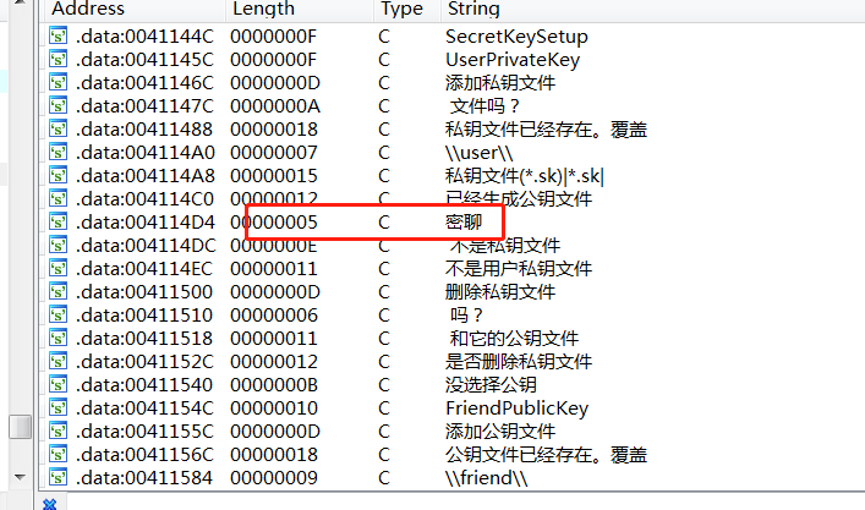 Address Length Type String
's' .data:0041144C 0000000F C SecretKeySetup
's' .data:0041145C 0000000F C UserPrivateKey
's' .data:0041146C 0000000D C 添加私钥文件
's' .data:0041147C 0000000A C 文件吗？
's' .data:00411488 00000018 C 私钥文件已经存在。覆盖
's' .data:004114A0 00000007 C \\user\\
's' .data:004114A8 00000015 C 私钥文件(*.sk)|*.sk|
's' .data:004114C0 00000012 C 已经生成公钥文件
's' .data:004114D4 00000005 C 密聊
's' .data:004114DC 0000000E C 不是私钥文件
's' .data:004114EC 00000011 C 不是用户私钥文件
's' .data:00411500 0000000D C 删除私钥文件
's' .data:00411510 00000006 C 吗？
's' .data:00411518 00000011 C 和它的公钥文件
's' .data:0041152C 00000012 C 是否删除私钥文件
's' .data:00411540 0000000B C 没选择公钥
's' .data:0041154C 00000010 C FriendPublicKey
's' .data:0041155C 0000000D C 添加公钥文件
's' .data:0041156C 00000018 C 公钥文件已经存在。覆盖
's' .data:00411584 00000009 C \\friend\\